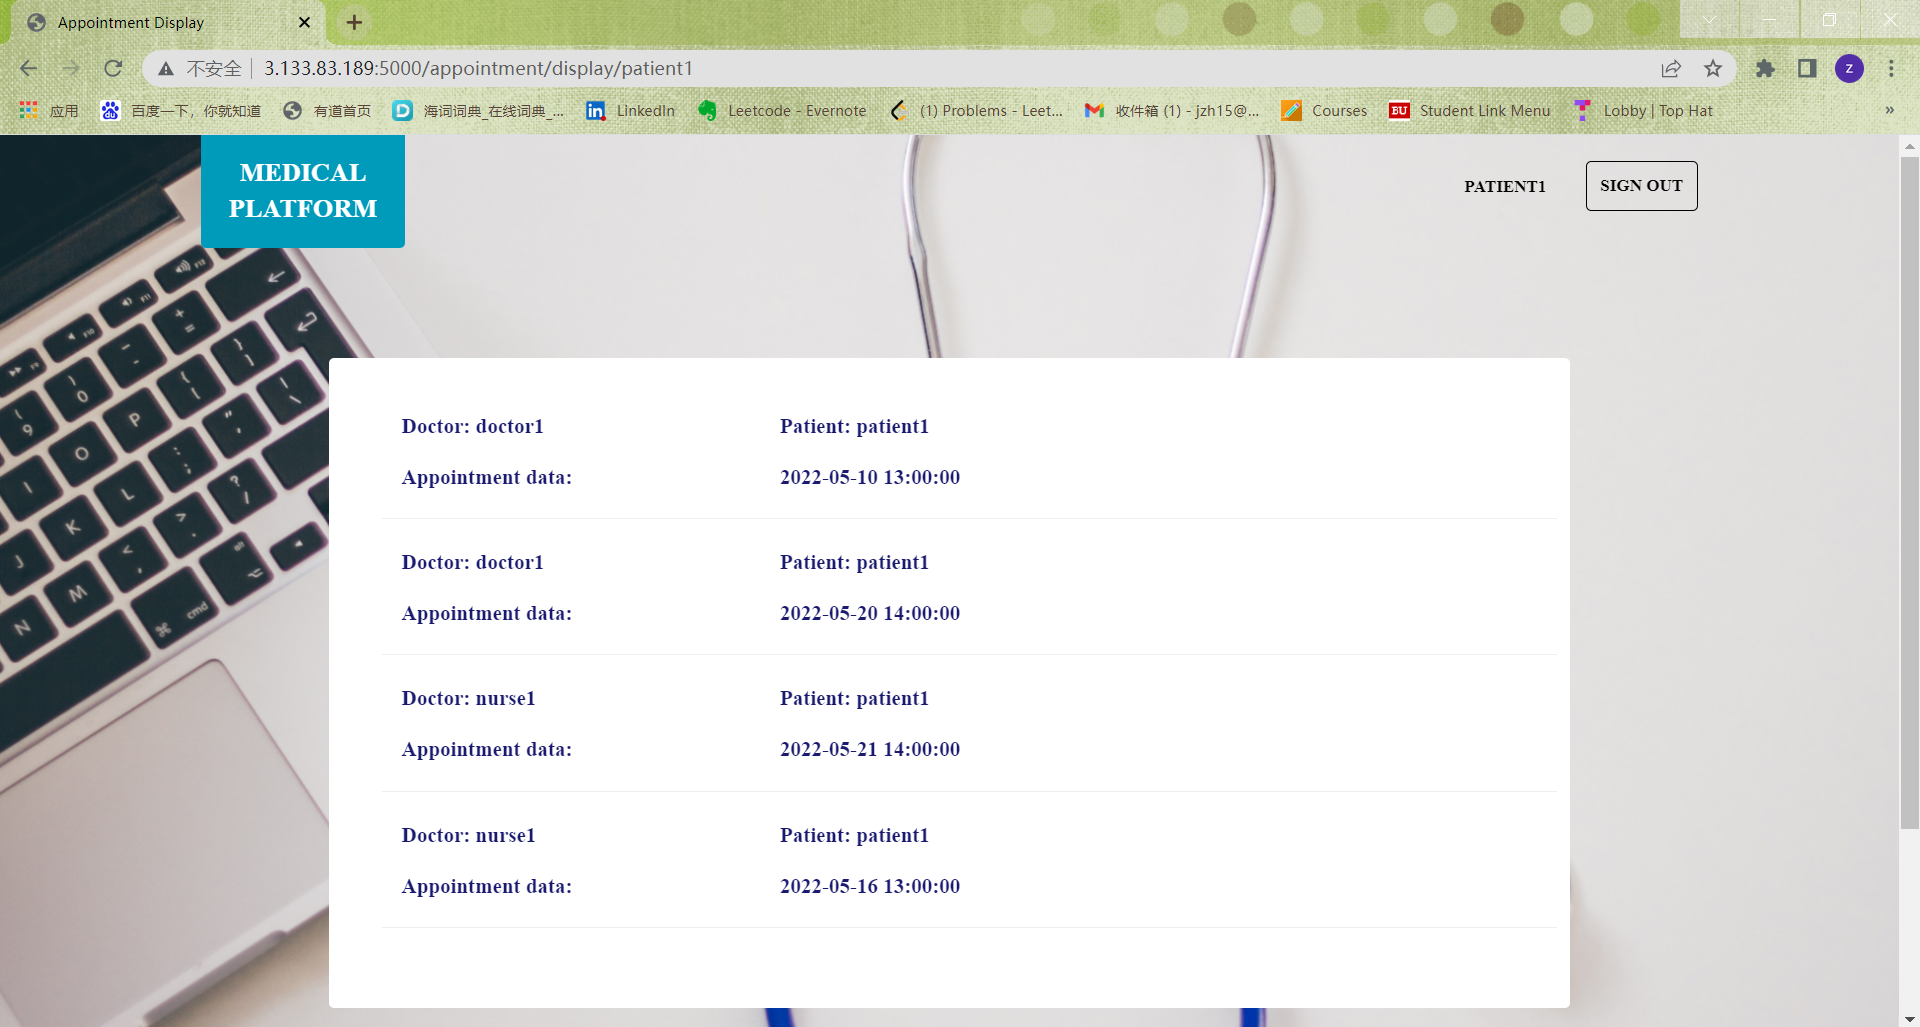 Appointment Display
不安全
3.133.83.189:5000/appointment/display/patient1
z
应用
百度一下，你就知道
有道首页
海词词典_在线词典_...
LinkedIn
Leetcode - Evernote
(1) Problems - Leet...
收件箱 (1) - jzh15@...
Courses
BU
Student Link Menu
Lobby | Top Hat
»
MEDICAL
PLATFORM
PATIENT1
SIGN OUT
Doctor: doctor1
Patient: patient1
Appointment data:
2022-05-10 13:00:00
Doctor: doctor1
Patient: patient1
Appointment data:
2022-05-20 14:00:00
Doctor: nurse1
Patient: patient1
Appointment data:
2022-05-21 14:00:00
Doctor: nurse1
Patient: patient1
Appointment data:
2022-05-16 13:00:00